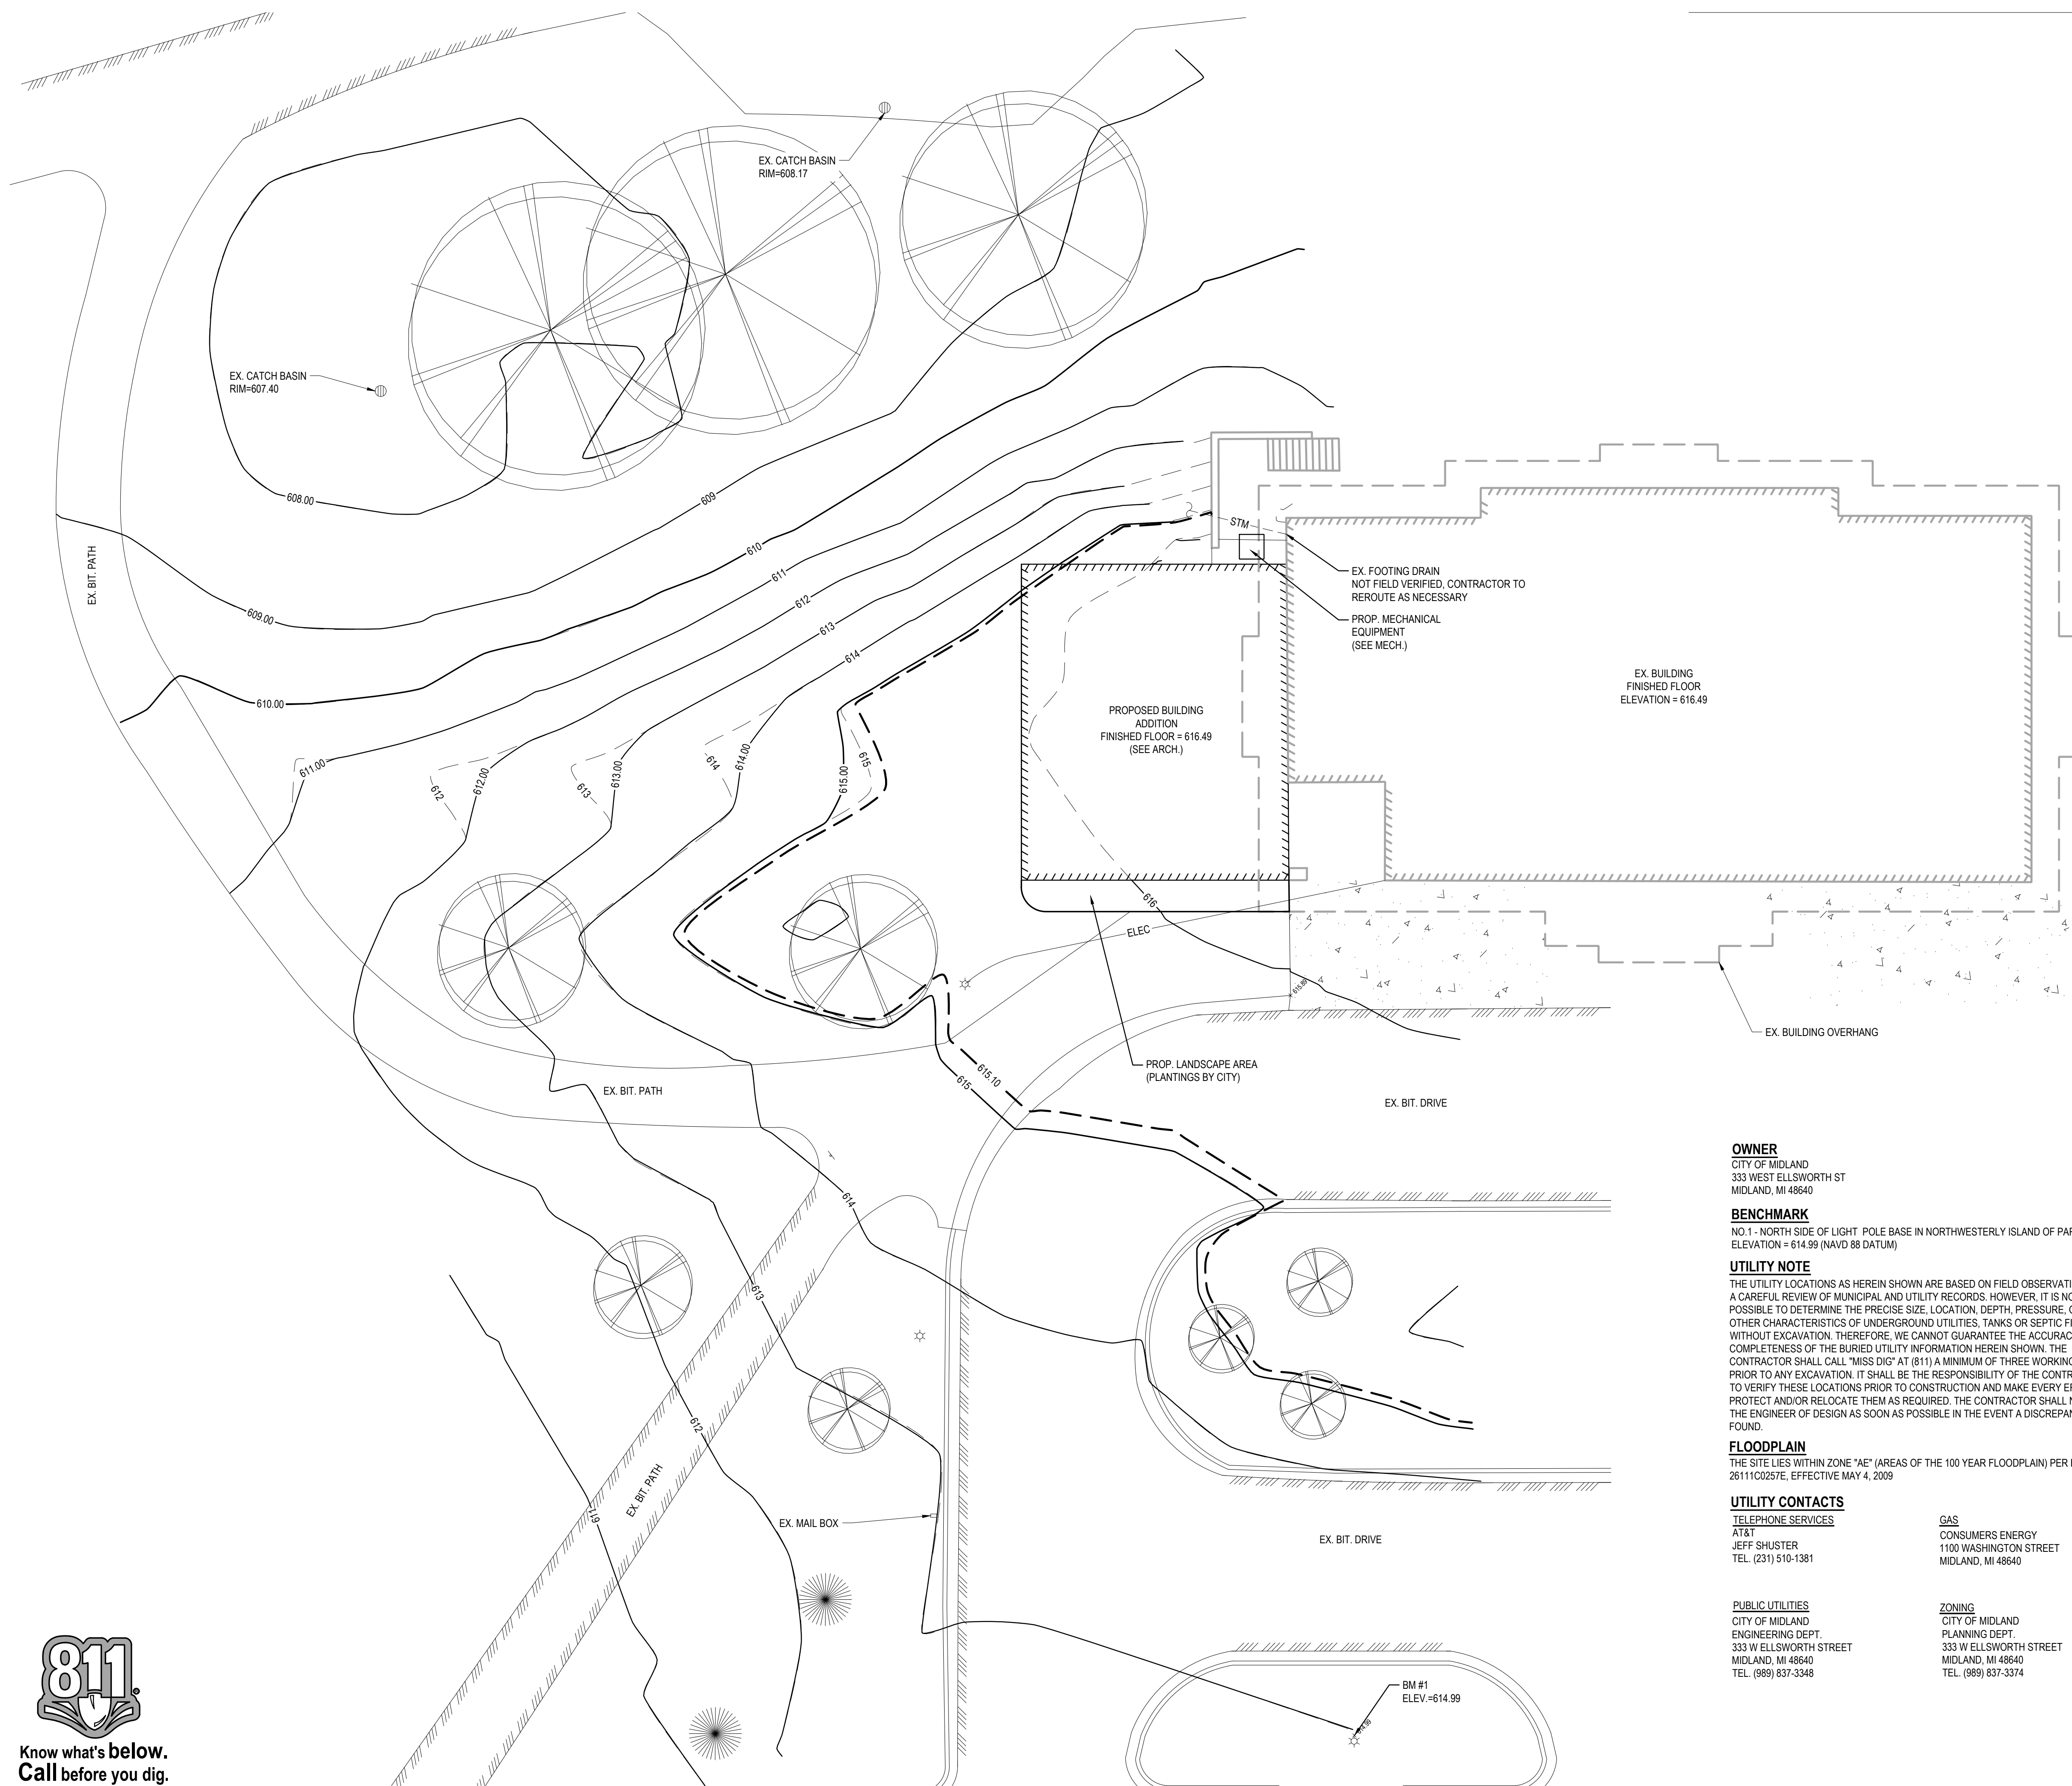 EX. CATCH BASIN
RIM=608.17
EX. CATCH BASIN
RIM=607.40
608.00
609
610
611
612
613
614
STM
EX. FOOTING DRAIN
NOT FIELD VERIFIED, CONTRACTOR TO
REROUTE AS NECESSARY
PROP. MECHANICAL
EQUIPMENT
(SEE MECH.)
EX. BIT. PATH
609.00
610.00
611.00
612
612.00
613
613.00
614
614.00
615.00
615
PROPOSED BUILDING
ADDITION
FINISHED FLOOR = 616.49
(SEE ARCH.)
EX. BUILDING
FINISHED FLOOR
ELEVATION = 616.49
616
ELEC
615.89
EX. BUILDING OVERHANG
PROP. LANDSCAPE AREA
(PLANTINGS BY CITY)
615.10
615
EX. BIT. PATH
EX. BIT. DRIVE
614
613
612
611
EX. BIT. PATH
EX. MAIL BOX
EX. BIT. DRIVE
BM #1
ELEV.=614.99
614.99
OWNER
CITY OF MIDLAND
333 WEST ELLSWORTH ST
MIDLAND, MI 48640
BENCHMARK
NO.1 - NORTH SIDE OF LIGHT POLE BASE IN NORTHWESTERLY ISLAND OF
ELEVATION = 614.99 (NAVD 88 DATUM)
UTILITY NOTE
THE UTILITY LOCATIONS AS HEREIN SHOWN ARE BASED ON FIELD
A CAREFUL REVIEW OF MUNICIPAL AND UTILITY RECORDS. HOWEVER, IT IS
POSSIBLE TO DETERMINE THE PRECISE SIZE, LOCATION, DEPTH, PRESSURE,
OTHER CHARACTERISTICS OF UNDERGROUND UTILITIES, TANKS OR SEPTIC
WITHOUT EXCAVATION. THEREFORE, WE CANNOT GUARANTEE THE
COMPLETENESS OF THE BURIED UTILITY INFORMATION HEREIN SHOWN. THE
CONTRACTOR SHALL CALL "MISS DIG" AT (811) A MINIMUM OF THREE
PRIOR TO ANY EXCAVATION. IT SHALL BE THE RESPONSIBILITY OF THE
TO VERIFY THESE LOCATIONS PRIOR TO CONSTRUCTION AND MAKE EVERY
PROTECT AND/OR RELOCATE THEM AS REQUIRED. THE CONTRACTOR SHALL
THE ENGINEER OF DESIGN AS SOON AS POSSIBLE IN THE EVENT A
FOUND.
FLOODPLAIN
THE SITE LIES WITHIN ZONE "AE" (AREAS OF THE 100 YEAR FLOODPLAIN) PER
26111C0257E, EFFECTIVE MAY 4, 2009
UTILITY CONTACTS
TELEPHONE SERVICES
AT&T
JEFF SHUSTER
TEL. (231) 510-1381
GAS
CONSUMERS ENERGY
1100 WASHINGTON STREET
MIDLAND, MI 48640
PUBLIC UTILITIES
CITY OF MIDLAND
ENGINEERING DEPT.
333 W ELLSWORTH STREET
MIDLAND, MI 48640
TEL. (989) 837-3348
ZONING
CITY OF MIDLAND
PLANNING DEPT.
333 W ELLSWORTH STREET
MIDLAND, MI 48640
TEL. (989) 837-3374
811
Know what's below.
Call before you dig.